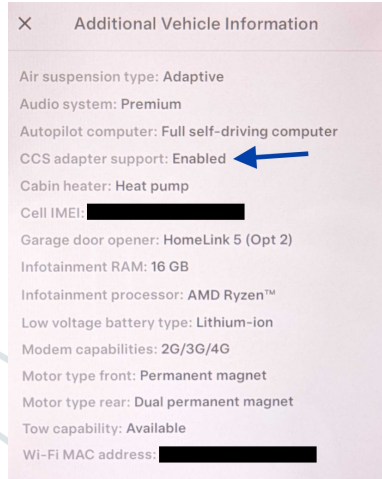 Additional Vehicle Information
Air suspension type: Adaptive
Audio system: Premium
Autopilot computer: Full self-driving computer
CCS adapter support: Enabled
Cabin heater: Heat pump
Cell IMEI:
Garage door opener: HomeLink 5 (Opt 2)
Infotainment RAM: 16 GB
Infotainment processor: AMD Ryzen™
Low voltage battery type: Lithium-ion
Modem capabilities: 2G/3G/4G
Motor type front: Permanent magnet
Motor type rear: Dual permanent magnet
Tow capability: Available
Wi-Fi MAC address: